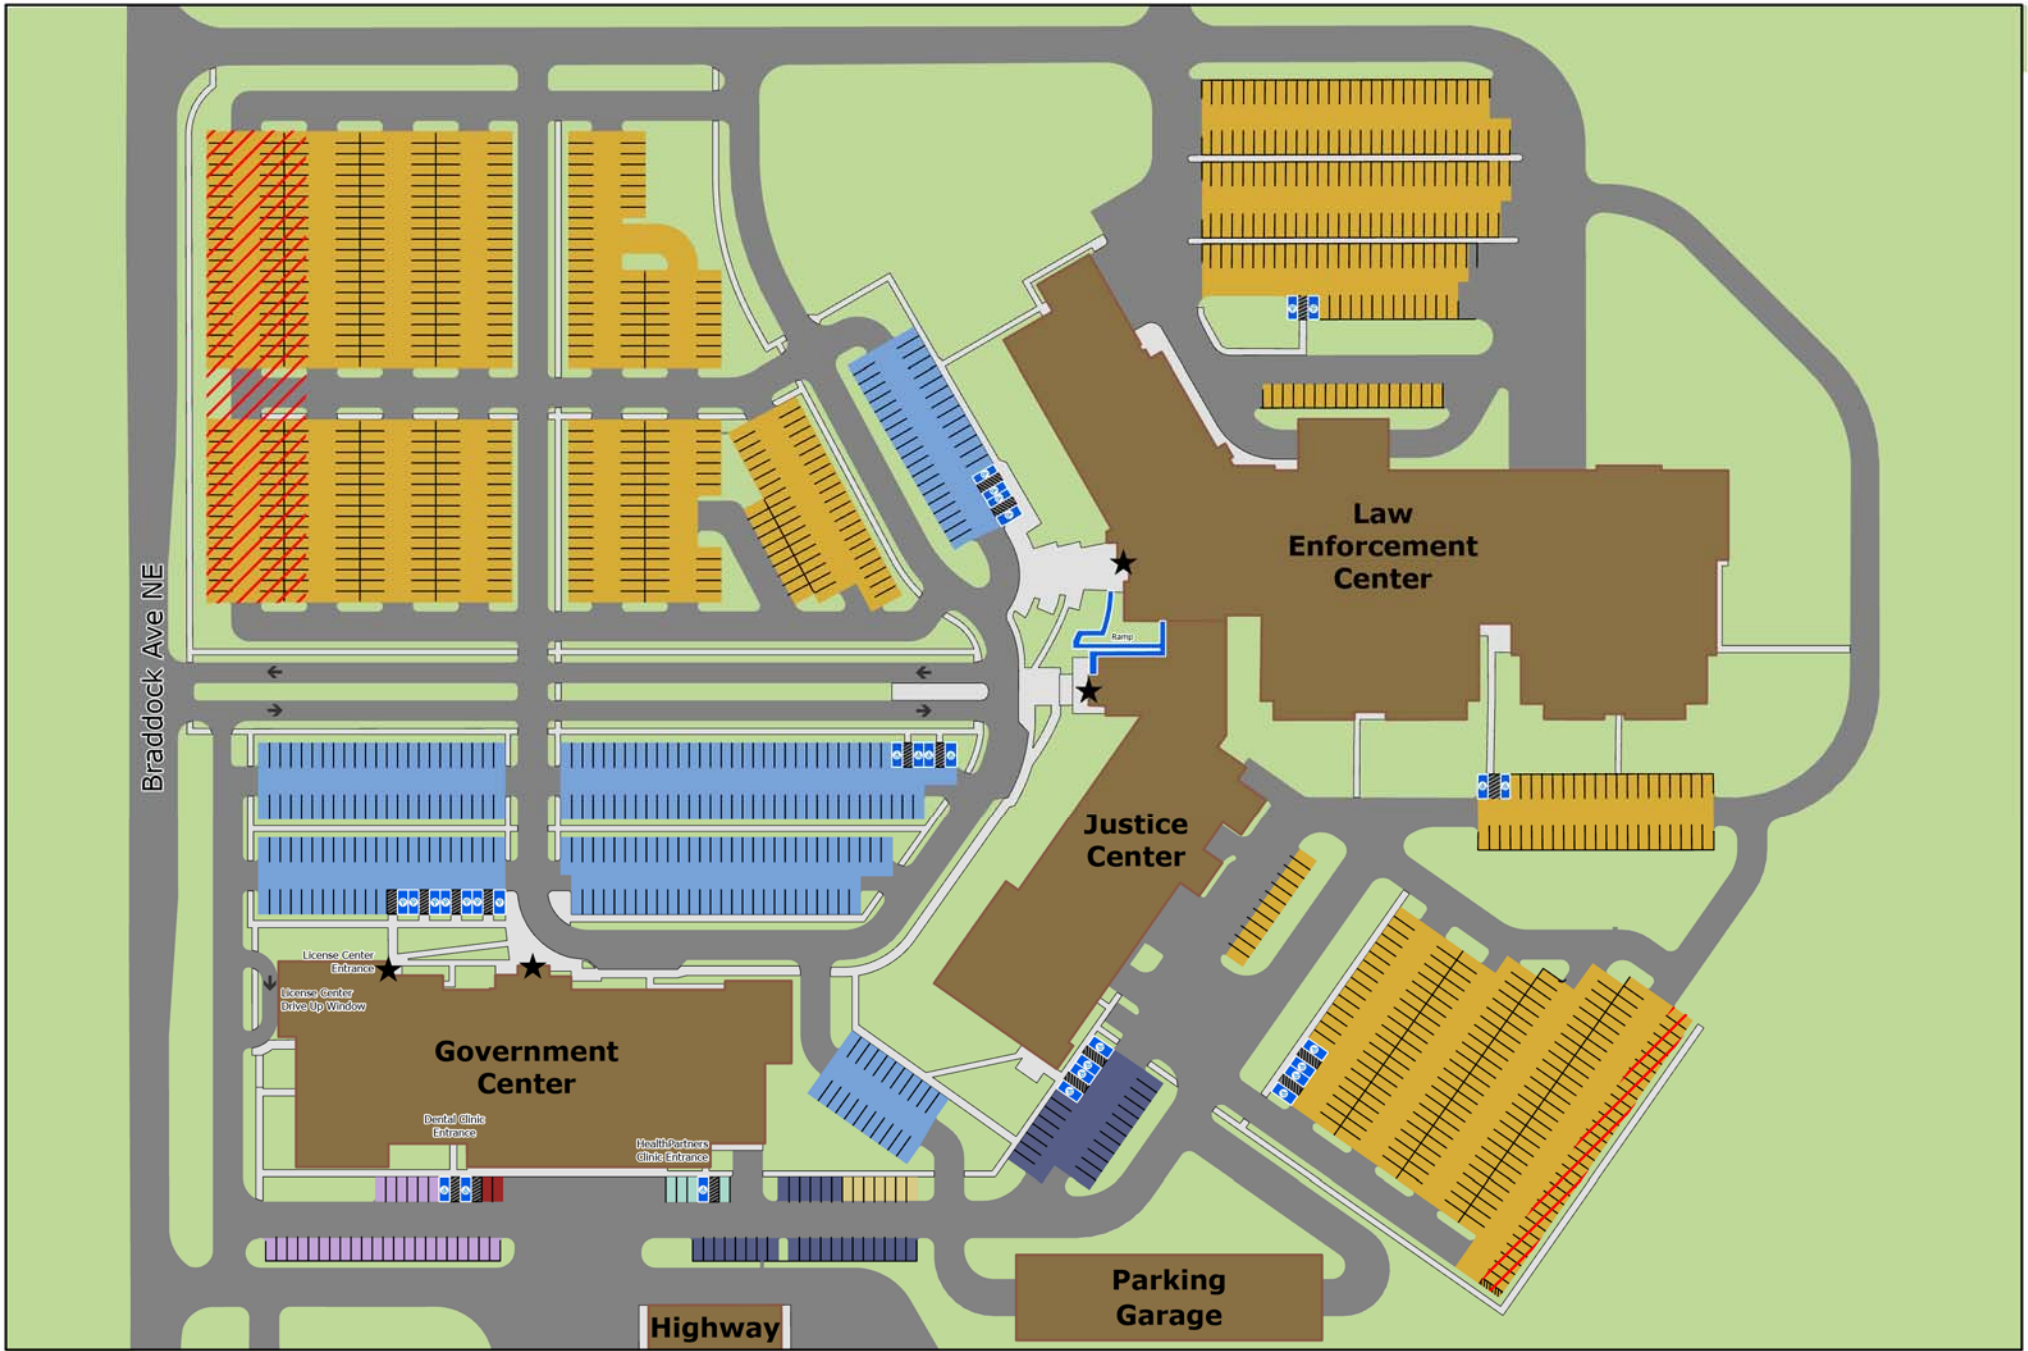 Law
Enforcement
Center
Braddock Ave NE
Ramp
Justice
Center
License Center
Entrance
License Center
Drive Up Window
Government
Center
Dental Clinic
Entrance
HealthPartners
Clinic Entrance
Parking
Garage
Highway